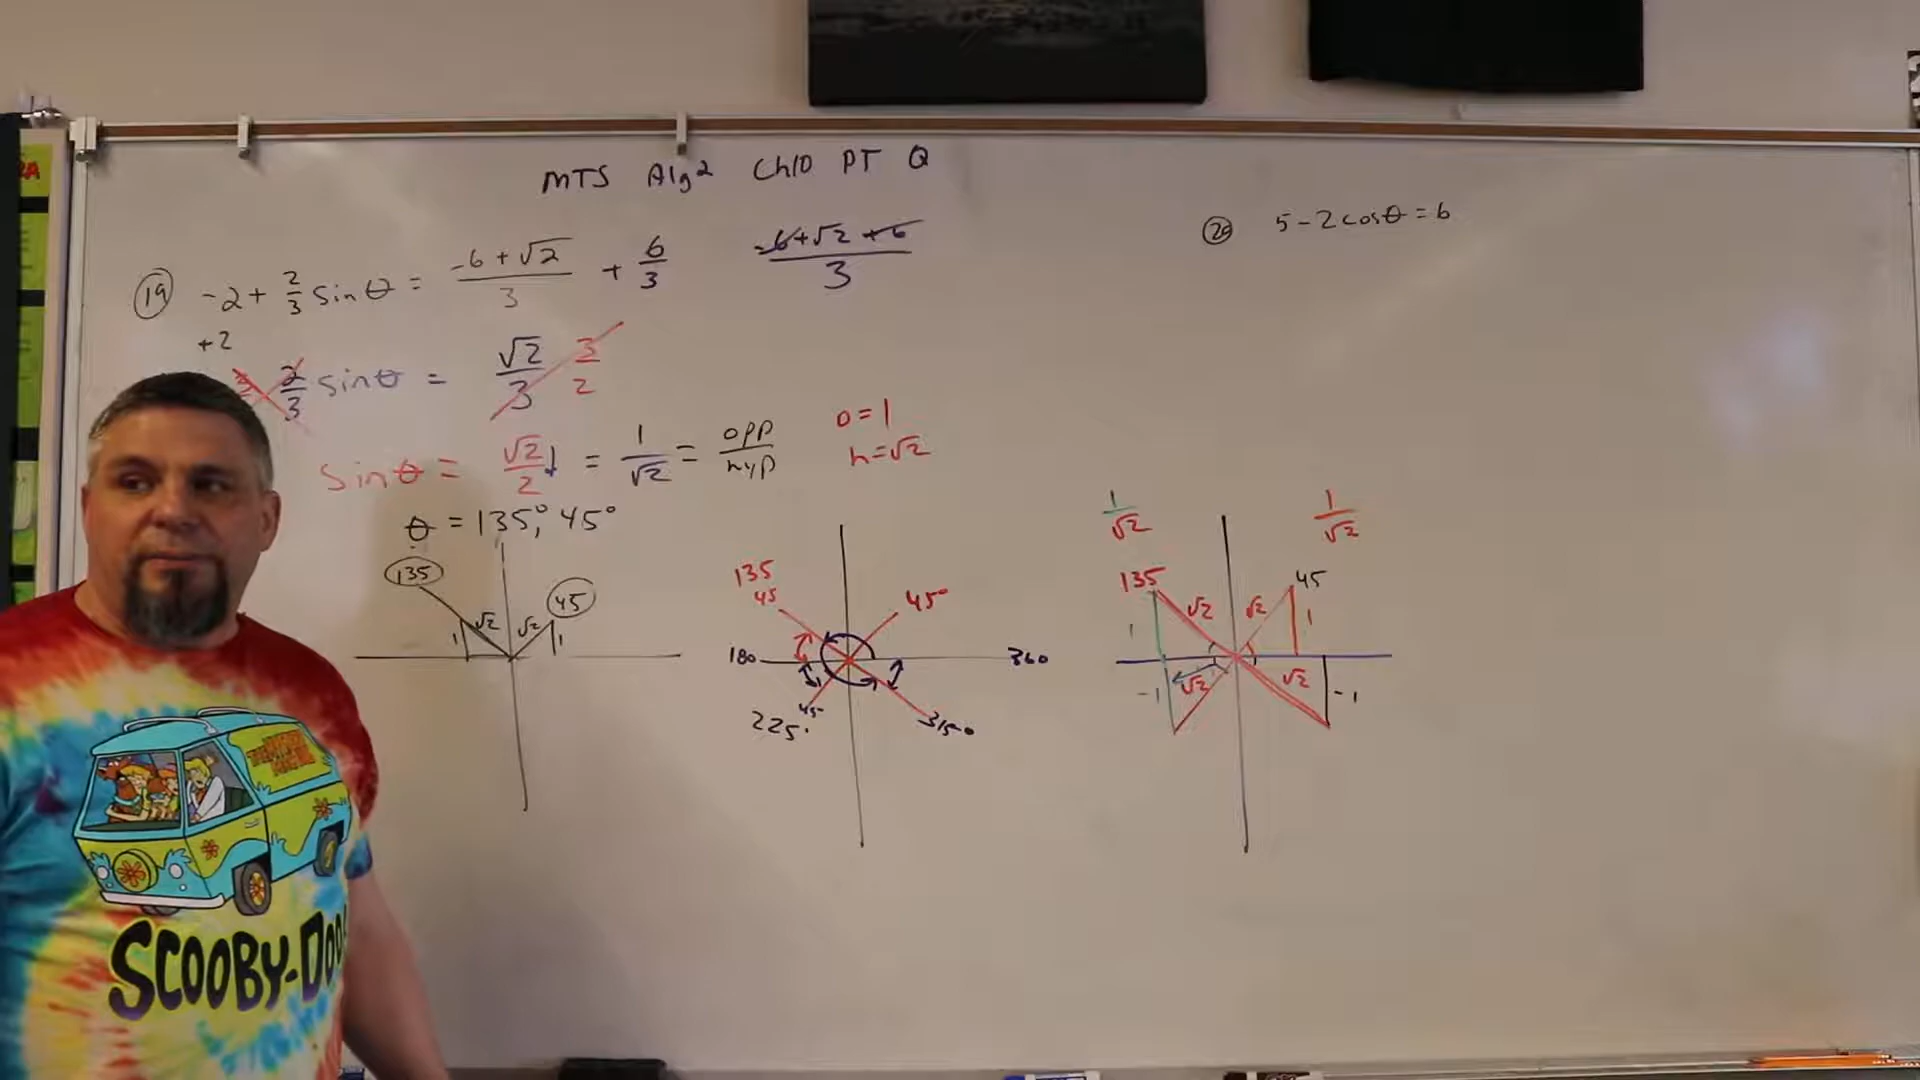 MTS Alg2 Ch10 PT Q
(19) -2 + 2/3 sinθ = (-6+√2)/3 + 6/3
(-6+√2+6)/3
+2
2/3 sinθ = √2/3 3/2
sinθ = √2/2 = 1/√2 = opp/hyp
o=1
h=√2
θ = 135°, 45°
135
45
1 √2 √2 1
135
45
45°
180
360
45°
225°
315°
1/√2
1/√2
135
45
1 √2 √2 1
-1 √2 √2 -1
(20) 5-2cosθ=6
SCOOBY-DOO